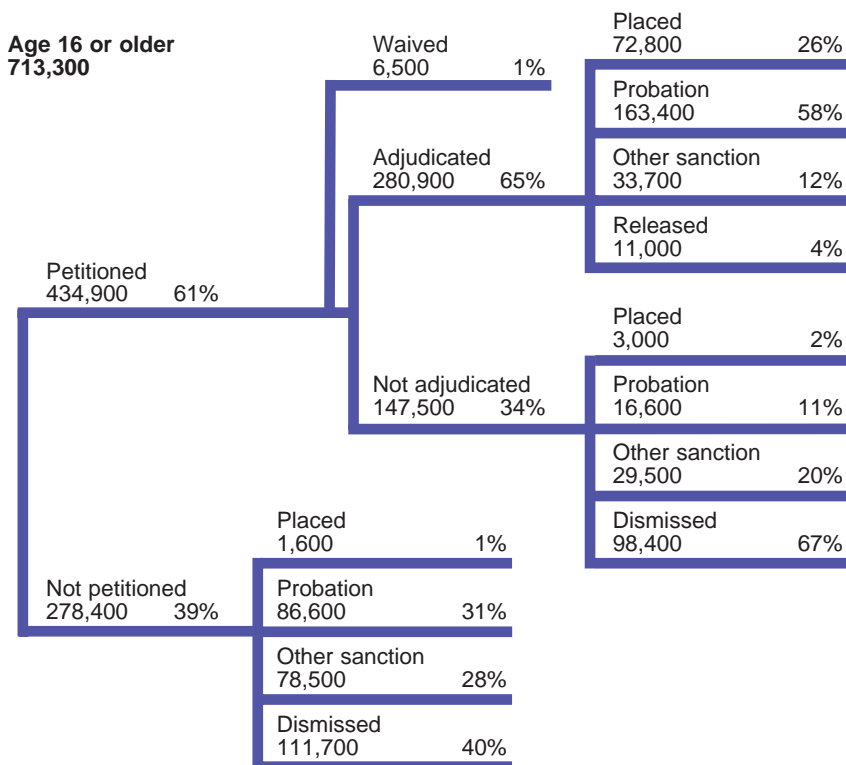 Age 16 or older
713,300
Waived
6,500 1%
Placed
72,800 26%
Probation
163,400 58%
Adjudicated
280,900 65%
Other sanction
33,700 12%
Released
11,000 4%
Petitioned
434,900 61%
Placed
3,000 2%
Not adjudicated
147,500 34%
Probation
16,600 11%
Other sanction
29,500 20%
Dismissed
98,400 67%
Placed
1,600 1%
Not petitioned
278,400 39%
Probation
86,600 31%
Other sanction
78,500 28%
Dismissed
111,700 40%